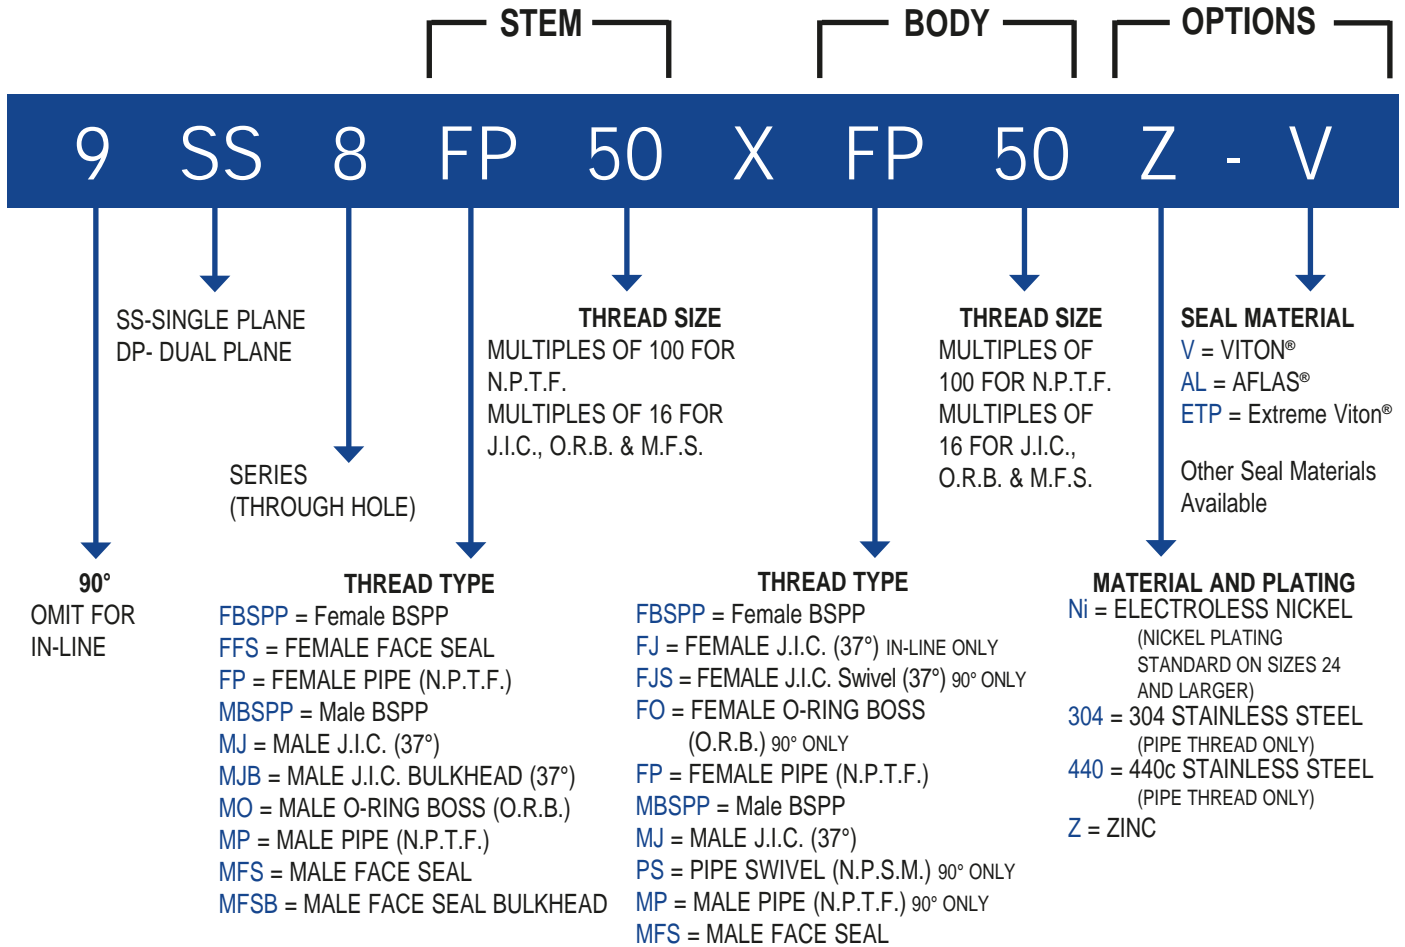 STEM
BODY
OPTIONS
9 SS 8 FP 50 X FP 50 Z - V
SS-SINGLE PLANE
DP- DUAL PLANE
SERIES
(THROUGH HOLE)
90°
OMIT FOR
IN-LINE
THREAD SIZE
MULTIPLES OF 100 FOR
N.P.T.F.
MULTIPLES OF 16 FOR
J.I.C., O.R.B. & M.F.S.
THREAD TYPE
FBSPP = Female BSPP
FFS = FEMALE FACE SEAL
FP = FEMALE PIPE (N.P.T.F.)
MBSPP = Male BSPP
MJ = MALE J.I.C. (37°)
MJB = MALE J.I.C. BULKHEAD (37°)
MO = MALE O-RING BOSS (O.R.B.)
MP = MALE PIPE (N.P.T.F.)
MFS = MALE FACE SEAL
MFSB = MALE FACE SEAL BULKHEAD
THREAD SIZE
MULTIPLES OF
100 FOR N.P.T.F.
MULTIPLES OF
16 FOR J.I.C.,
O.R.B. & M.F.S.
THREAD TYPE
FBSPP = Female BSPP
FJ = FEMALE J.I.C. (37°) IN-LINE ONLY
FJS = FEMALE J.I.C. Swivel (37°) 90° ONLY
FO = FEMALE O-RING BOSS
(O.R.B.) 90° ONLY
FP = FEMALE PIPE (N.P.T.F.)
MBSPP = Male BSPP
MJ = MALE J.I.C. (37°)
PS = PIPE SWIVEL (N.P.S.M.) 90° ONLY
MP = MALE PIPE (N.P.T.F.) 90° ONLY
MFS = MALE FACE SEAL
SEAL MATERIAL
V = VITON®
AL = AFLAS®
ETP = Extreme Viton®
Other Seal Materials
Available
MATERIAL AND PLATING
Ni = ELECTROLESS NICKEL
(NICKEL PLATING
STANDARD ON SIZES 24
AND LARGER)
304 = 304 STAINLESS STEEL
(PIPE THREAD ONLY)
440 = 440c STAINLESS STEEL
(PIPE THREAD ONLY)
Z = ZINC